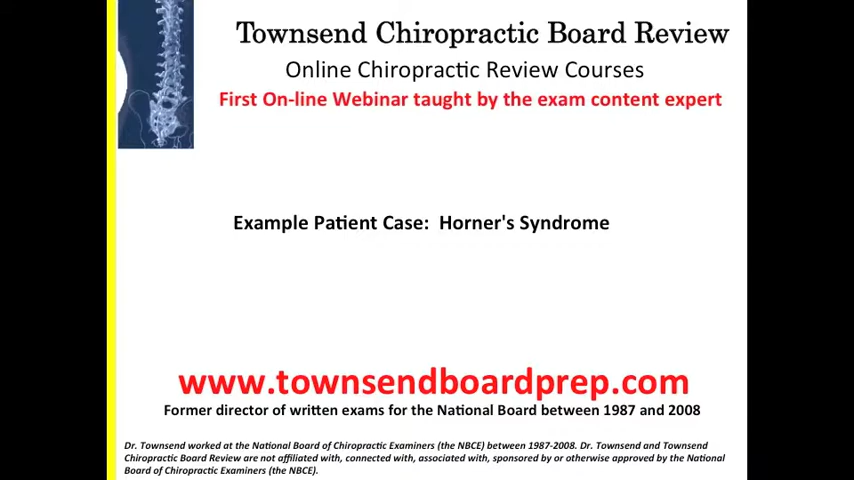 Townsend Chiropractic Board Review
Online Chiropractic Review Courses
First On-line Webinar taught by the exam content expert
Example Patient Case:  Horner's Syndrome
www.townsendboardprep.com
Former director of written exams for the National Board between 1987 and 2008
Dr. Townsend worked at the National Board of Chiropractic Examiners (the NBCE) between 1987-2008. Dr. Townsend and Townsend
Chiropractic Board Review are not affiliated with, connected with, associated with, sponsored by or otherwise approved by the National
Board of Chiropractic Examiners (the NBCE).